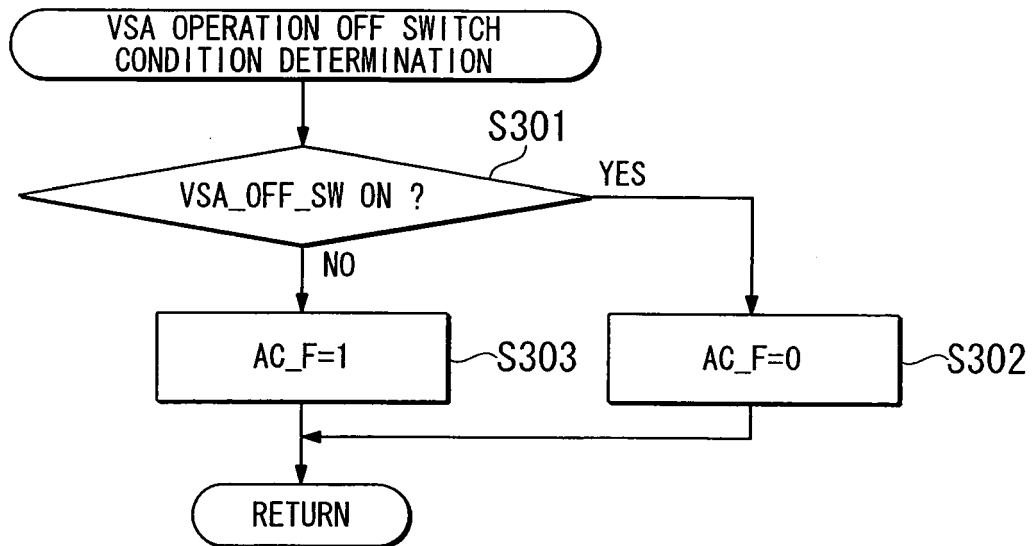 VSA OPERATION OFF SWITCH
CONDITION DETERMINATION
S301
VSA_OFF_SW ON ?
YES
NO
AC_F=1
S303
AC_F=0
S302
RETURN